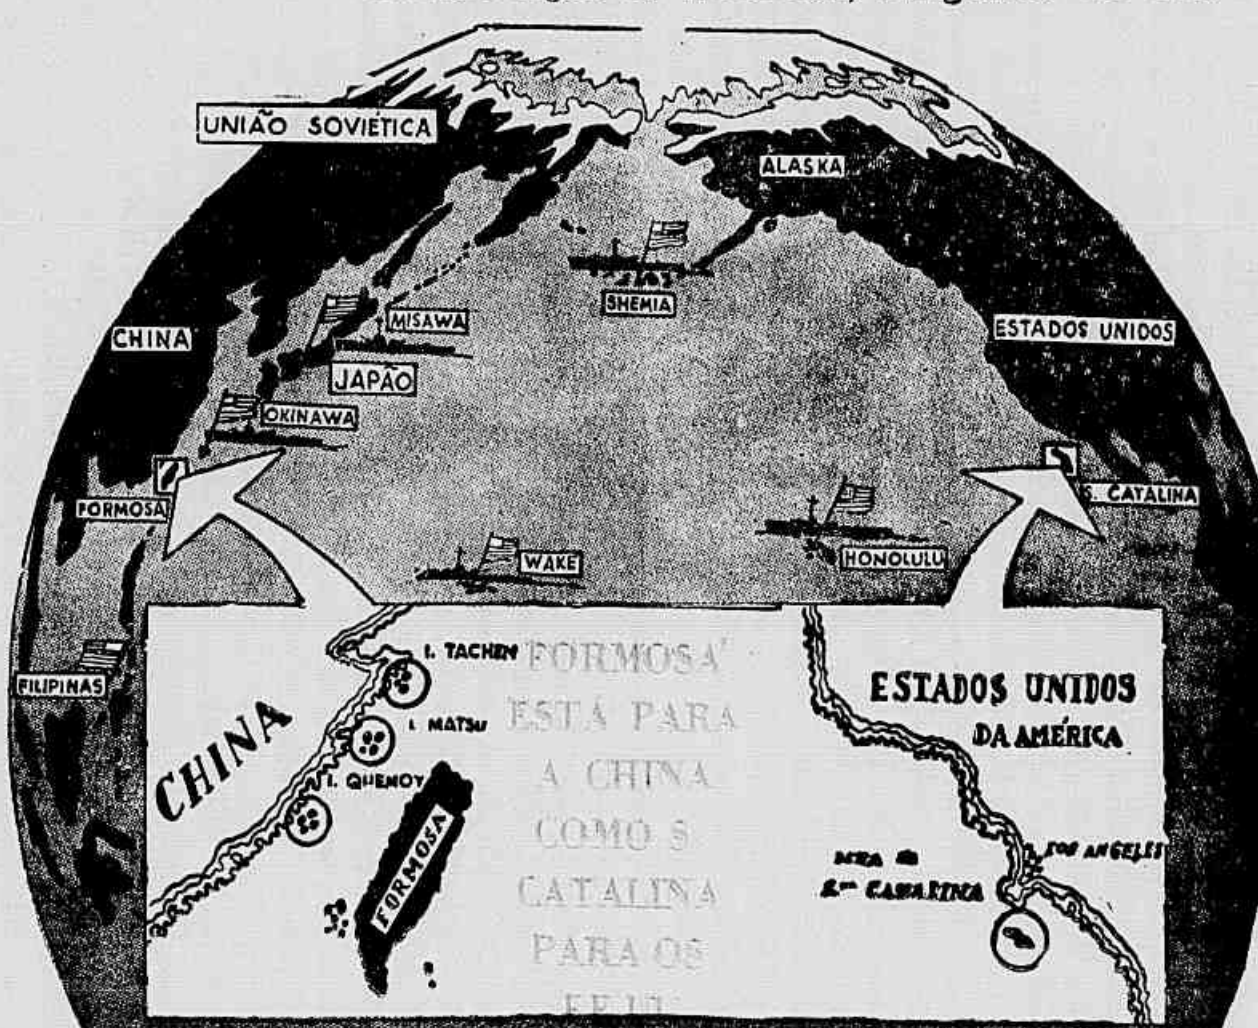 UNIÃO SOVIÉTICA
ALASKA
SHEMIA
CHINA
MISAWA
JAPÃO
OKINAWA
ESTADOS UNIDOS
FORMOSA
S. CATALINA
WAKE
HONOLULU
FILIPINAS
CHINA
I. TACHEN
I. MATSU
I. QUEMOY
FORMOSA
FORMOSA
ESTÁ PARA
A CHINA
COMO S
CATALINA
PARA OS
ESTADOS UNIDOS
DA AMÉRICA
LOS ANGELES